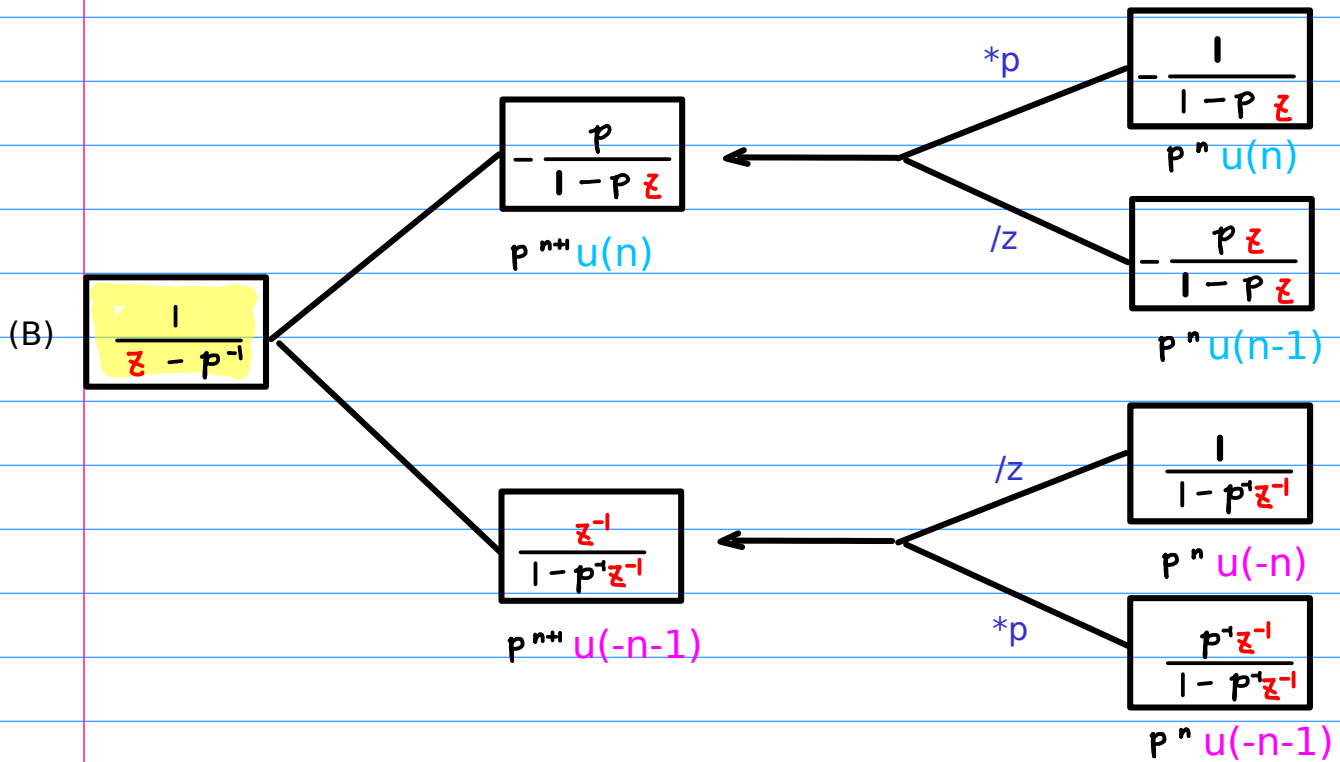 (B)
1 / (z - p⁻¹)
- p / (1 - p z)
pⁿ⁺¹ u(n)
z⁻¹ / (1 - p⁻¹z⁻¹)
pⁿ⁺¹ u(-n-1)
*p
/z
- 1 / (1 - p z)
pⁿ u(n)
- p z / (1 - p z)
pⁿ u(n-1)
/z
*p
1 / (1 - p⁻¹z⁻¹)
pⁿ u(-n)
p⁻¹z⁻¹ / (1 - p⁻¹z⁻¹)
pⁿ u(-n-1)